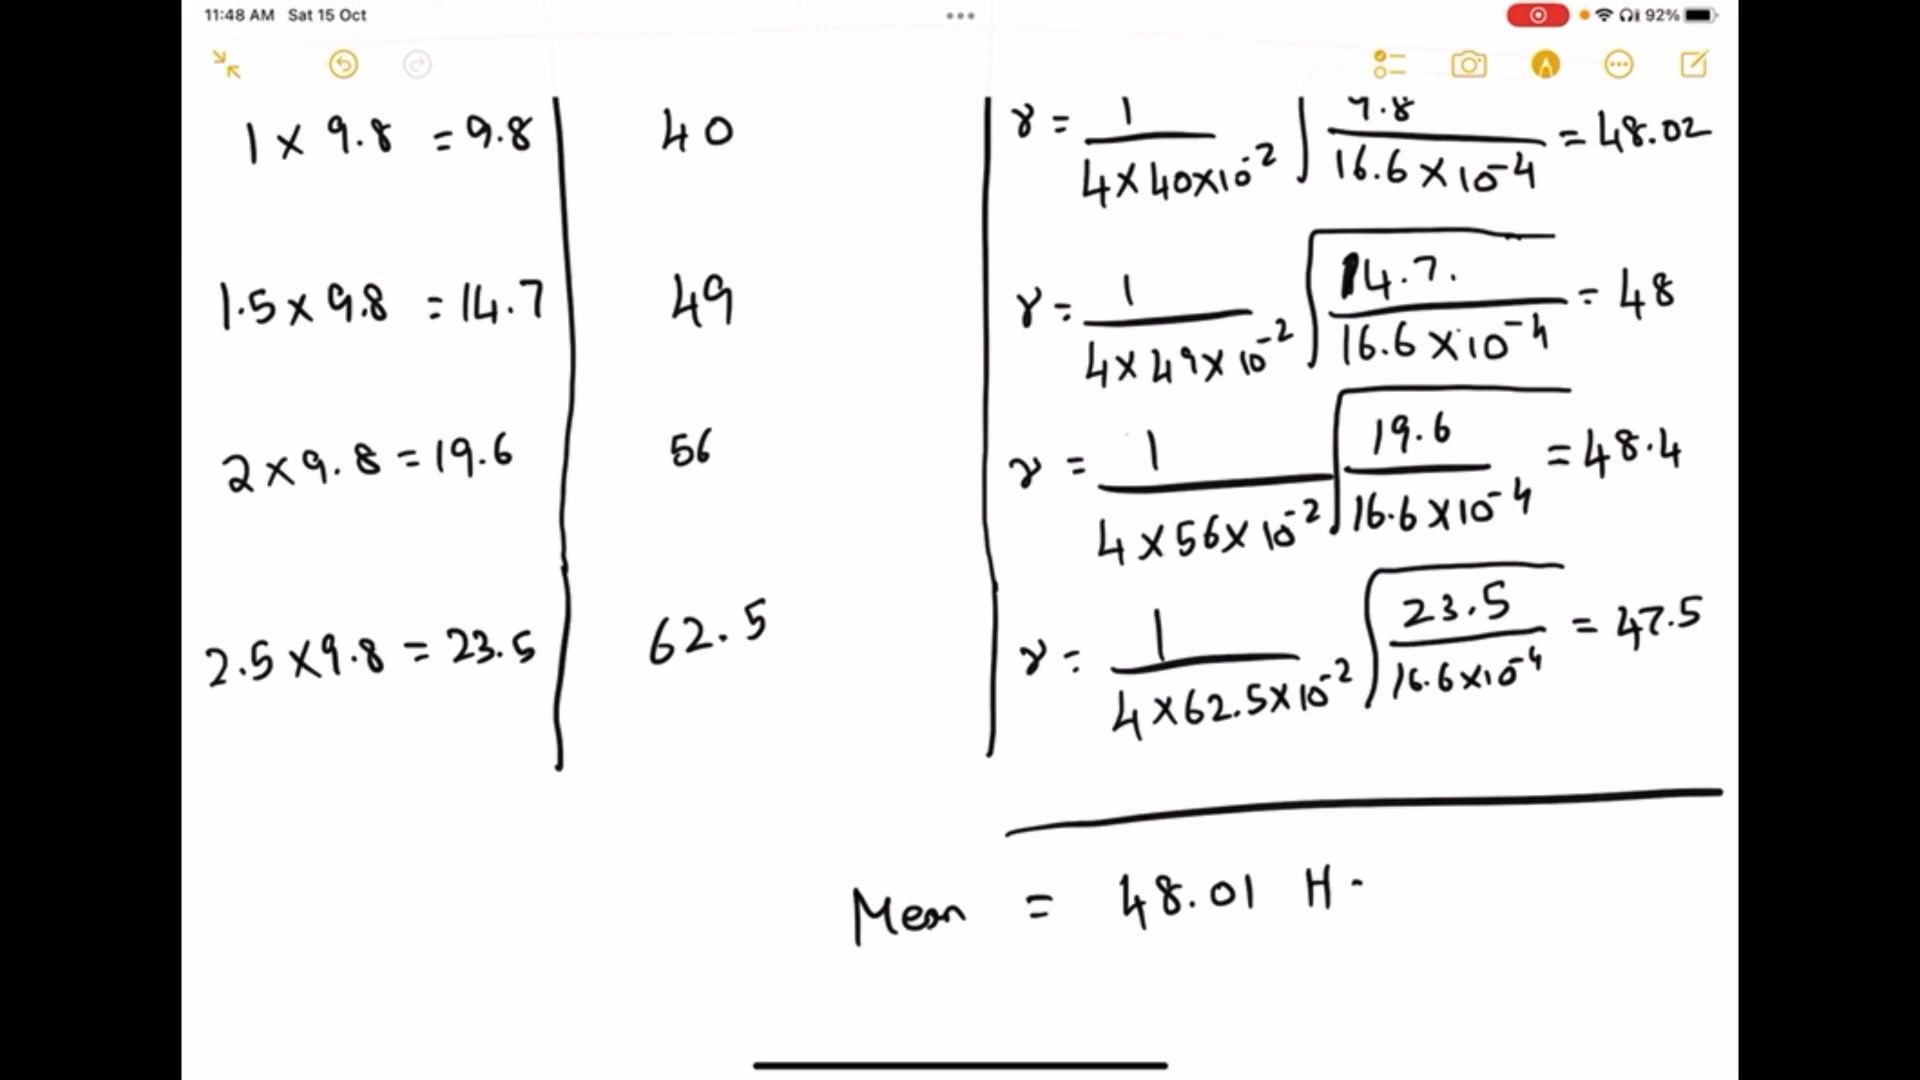 11:48 AM Sat 15 Oct
92%
1 × 9.8 = 9.8
40
γ = 1 / 4×40×10⁻² √ 9.8 / 16.6×10⁻⁴ = 48.02
1.5 × 9.8 = 14.7
49
γ = 1 / 4×49×10⁻² √ 14.7. / 16.6×10⁻⁴ = 48
2 × 9.8 = 19.6
56
γ = 1 / 4×56×10⁻² √ 19.6 / 16.6×10⁻⁴ = 48.4
2.5 × 9.8 = 23.5
62.5
γ = 1 / 4×62.5×10⁻² √ 23.5 / 16.6×10⁻⁴ = 47.5
Mean = 48.01 H